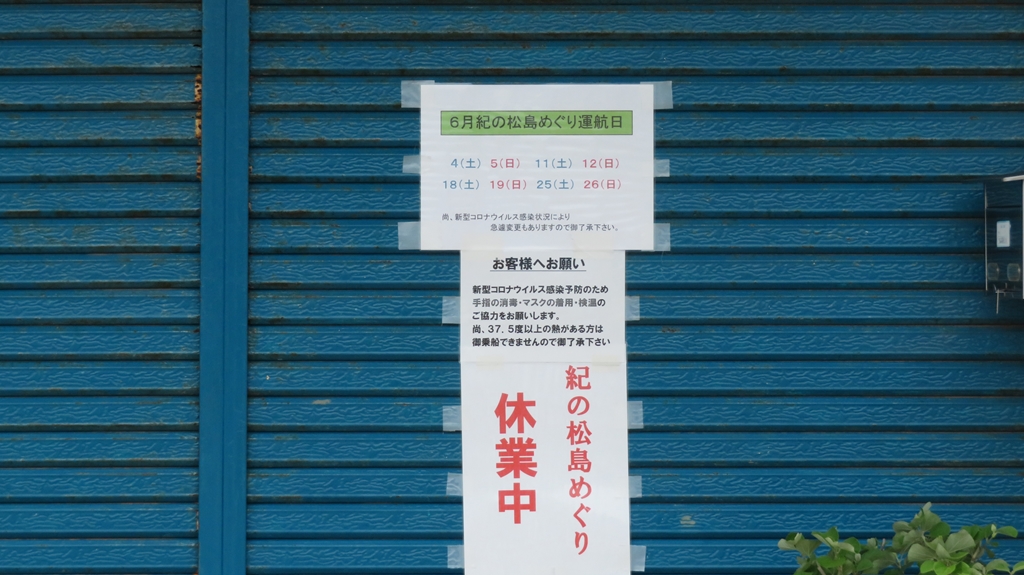 6月紀の松島めぐり運航日
4(土) 5(日) 11(土) 12(日)
18(土) 19(日) 25(土) 26(日)
尚、新型コロナウイルス感染状況により
急遽変更もありますので御了承下さい。
お客様へお願い
新型コロナウイルス感染予防のため
手指の消毒・マスクの着用・検温の
ご協力をお願いします。
尚、37.5度以上の熱がある方は
御乗船できませんので御了承下さい
紀の松島めぐり
休業中